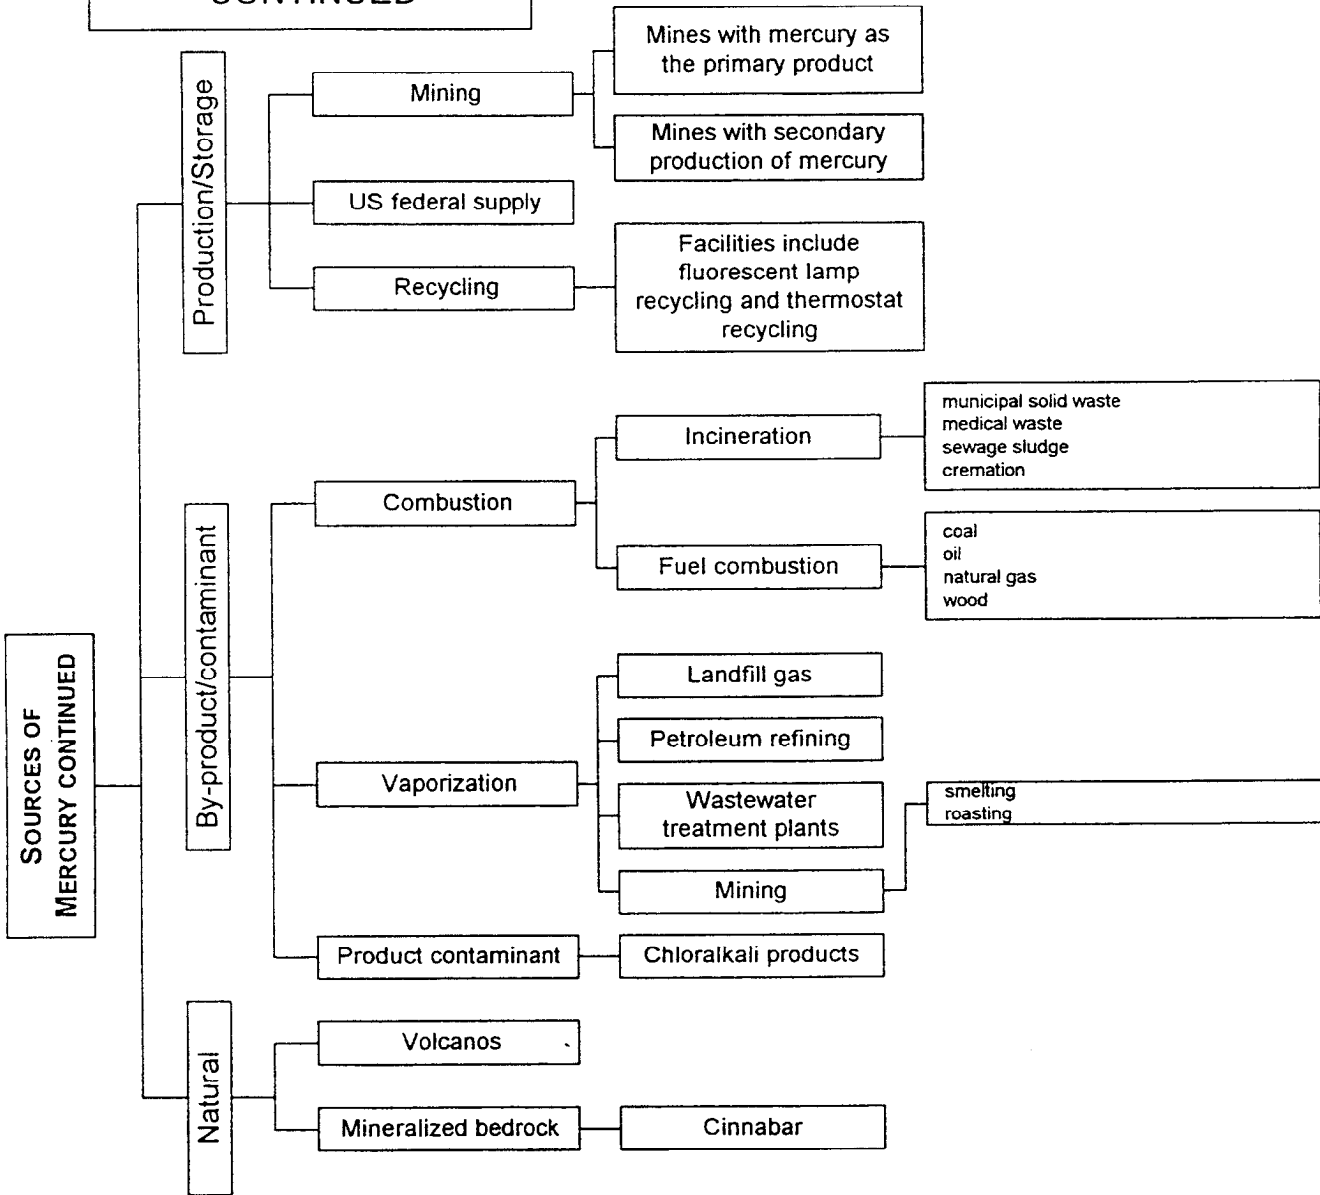 CONTINUED
Mines with mercury as
the primary product
Mining
Mines with secondary
production of mercury
Production/Storage
US federal supply
Facilities include
fluorescent lamp
recycling and thermostat
recycling
Recycling
municipal solid waste
medical waste
sewage sludge
cremation
Incineration
Combustion
coal
oil
natural gas
wood
Fuel combustion
By-product/contaminant
SOURCES OF
MERCURY CONTINUED
Landfill gas
Petroleum refining
Vaporization
Wastewater
treatment plants
smelting
roasting
Mining
Product contaminant
Chloralkali products
Natural
Volcanos
Mineralized bedrock
Cinnabar